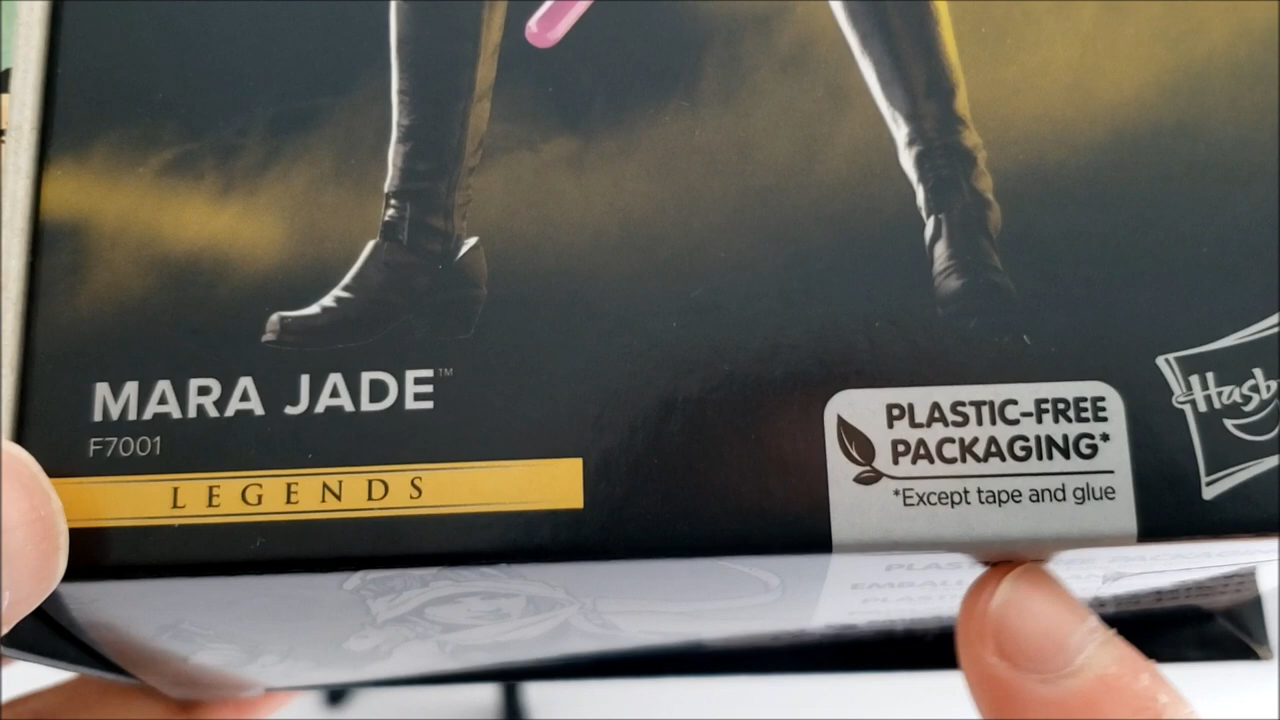 MARA JADE™
F7001
LEGENDS
PLASTIC-FREE
PACKAGING*
*Except tape and glue
Hasb